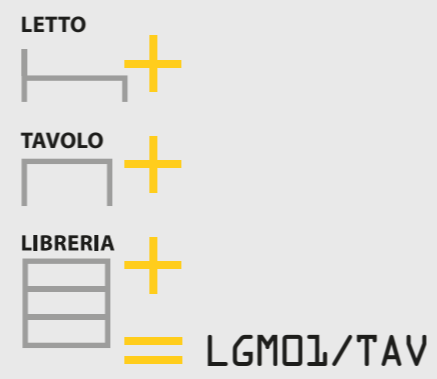 LETTO
+
TAVOLO
+
LIBRERIA
+
= LGM01/TAV